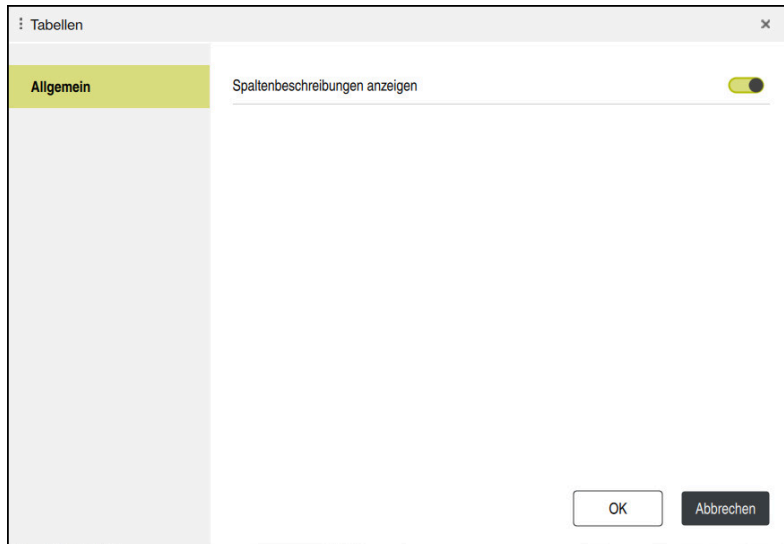 Tabellen
Allgemein
Spaltenbeschreibungen anzeigen
OK
Abbrechen